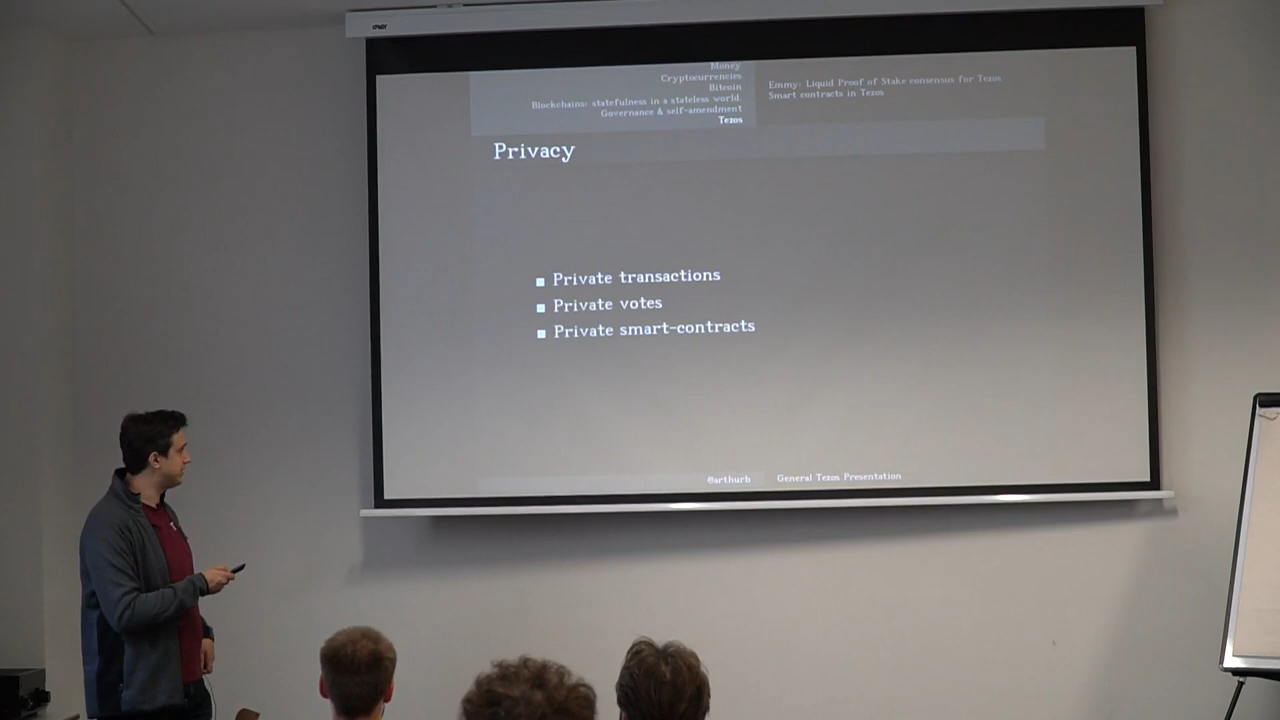 Money
Cryptocurrencies
Bitcoin
Blockchains: statefulness in a stateless world.
Governance & self-amendment
Tezos
Emmy: Liquid Proof of Stake consensus for Tezos
Smart contracts in Tezos
Privacy
Private transactions
Private votes
Private smart-contracts
@arthurb
General Tezos Presentation